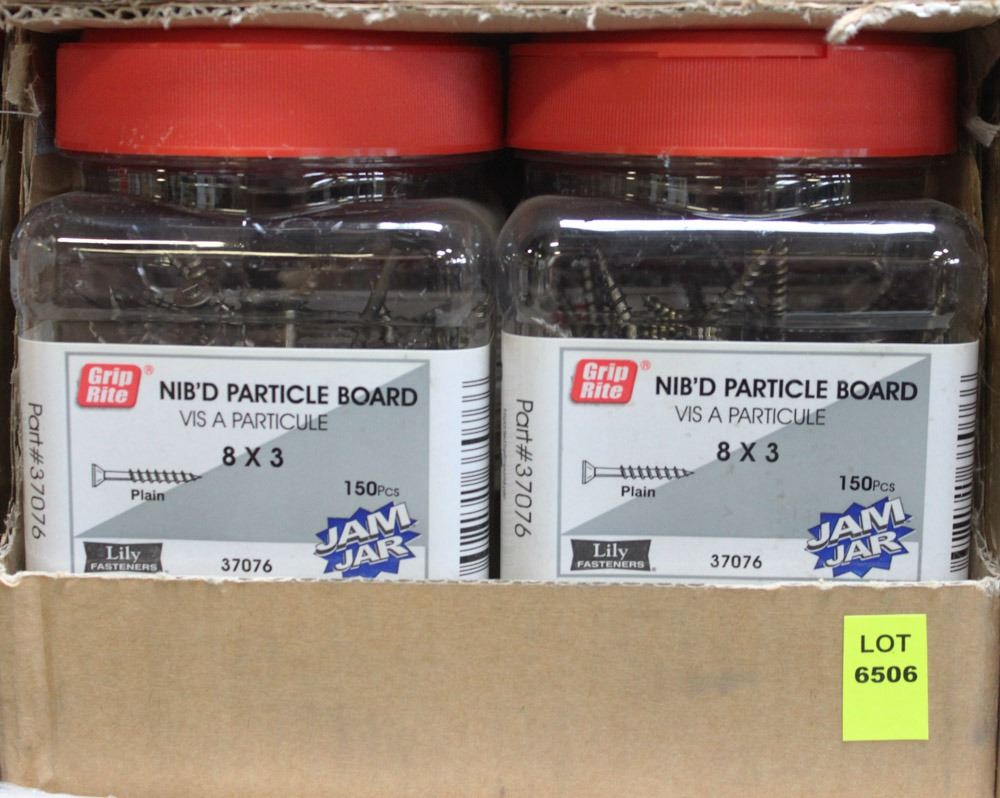 Grip
Rite®
NIB'D PARTICLE BOARD
VIS A PARTICULE
8 X 3
Plain
150Pcs
JAM
JAR
Lily
FASTENERS
37076
Part#37076
Grip
Rite®
NIB'D PARTICLE BOARD
VIS A PARTICULE
8 X 3
Plain
150Pcs
JAM
JAR
Lily
FASTENERS
37076
Part#37076
LOT
6506